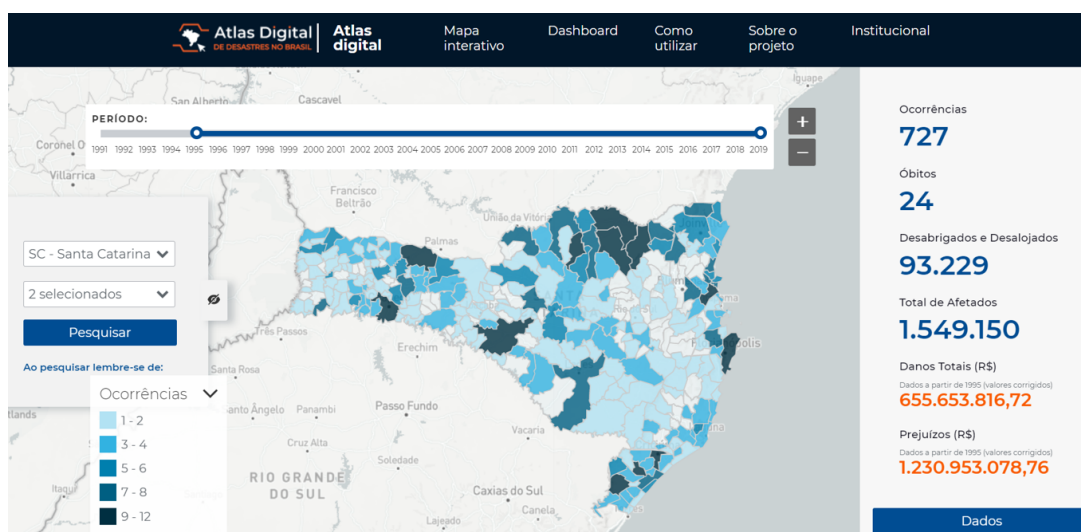 Atlas Digital
DE DESASTRES NO BRASIL
Atlas
digital
Mapa
interativo
Dashboard
Como
utilizar
Sobre o
projeto
Institucional
Iguape
San Alberto
Cascavel
PERÍODO:
1991 1992 1993 1994 1995 1996 1997 1998 1999 2000 2001 2002 2003 2004 2005 2006 2007 2008 2009 2010 2011 2012 2013 2014 2015 2016 2017 2018 2019
+
−
Coronel O
Villarrica
Francisco
Beltrão
União da Vitória
Palmas
SC - Santa Catarina
2 selecionados
Pesquisar
Ao pesquisar lembre-se de:
Três Passos
Erechim
Santa Rosa
Ocorrências
1 - 2
3 - 4
5 - 6
7 - 8
9 - 12
Santo Ângelo
Panambi
Passo Fundo
Vacaria
Cruz Alta
Soledade
RIO GRANDE
DO SUL
Caxias do Sul
Canela
Lajeado
Ocorrências
727
Óbitos
24
Desabrigados e Desalojados
93.229
Total de Afetados
1.549.150
Danos Totais (R$)
Dados a partir de 1995 (valores corrigidos)
655.653.816,72
Prejuízos (R$)
Dados a partir de 1995 (valores corrigidos)
1.230.953.078,76
Dados